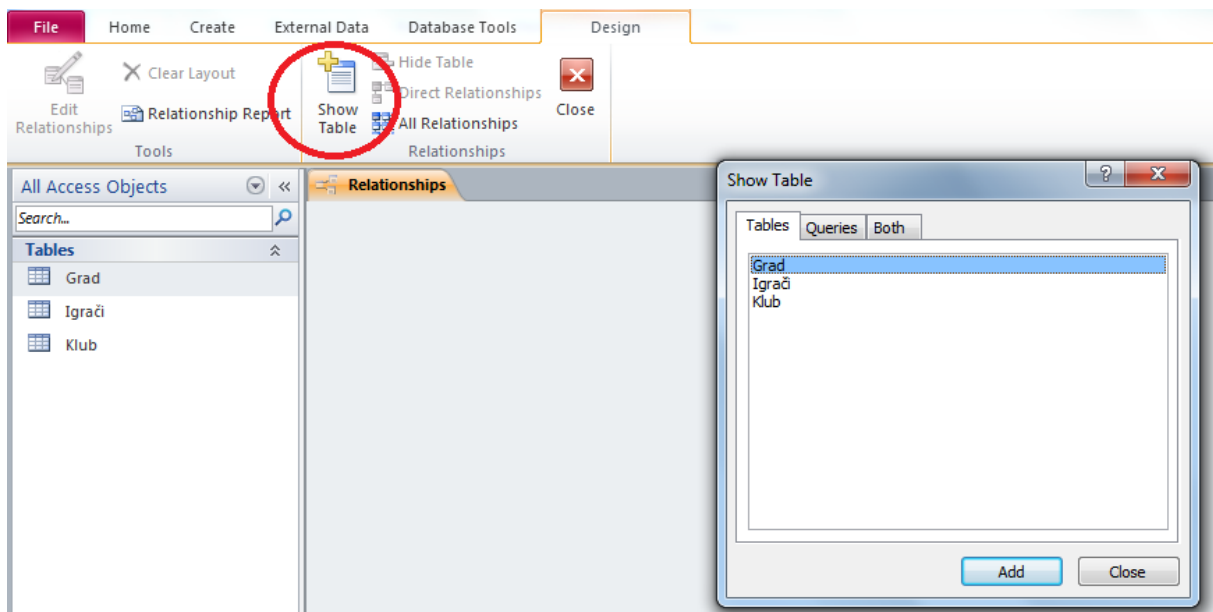 File Home Create External Data Database Tools Design
Edit Relationships
Clear Layout
Relationship Report
Tools
Show Table
Hide Table
Direct Relationships
All Relationships
Relationships
Close
All Access Objects
Search...
Tables
Grad
Igrači
Klub
Relationships
Show Table
Tables Queries Both
Grad
Igrači
Klub
Add Close